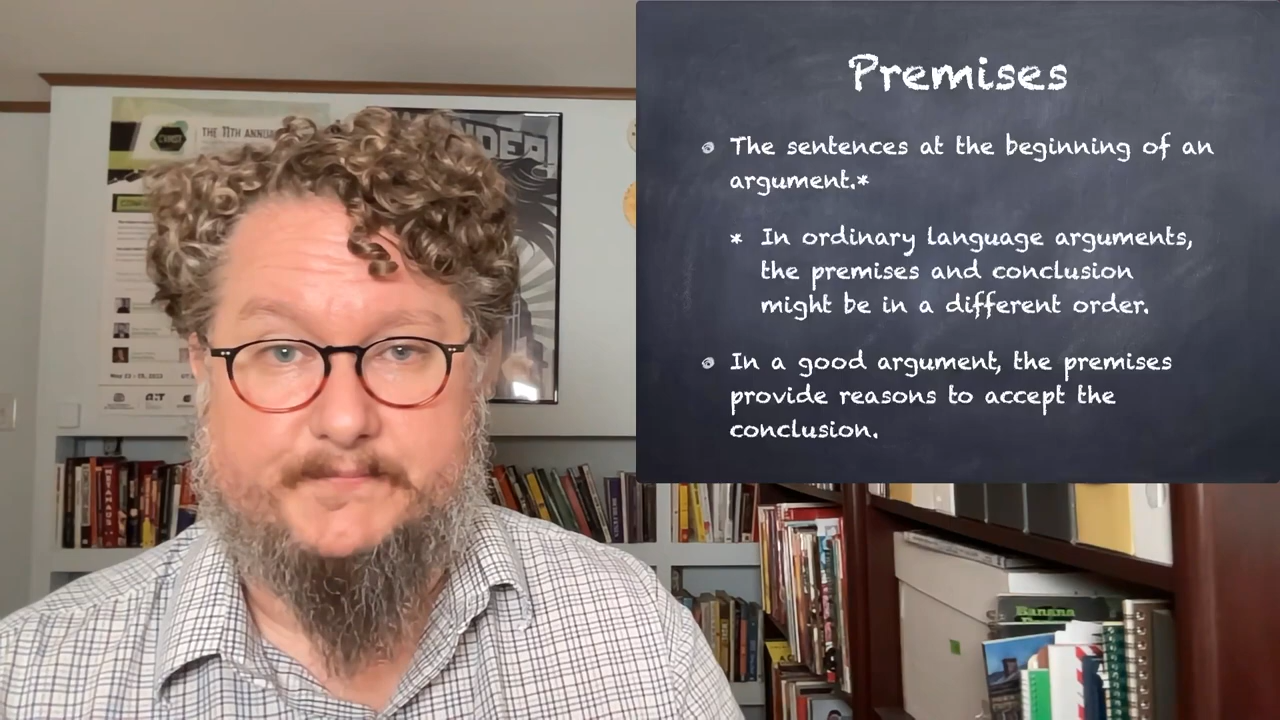 Premises
The sentences at the beginning of an
argument.*
* In ordinary language arguments,
the premises and conclusion
might be in a different order.
In a good argument, the premises
provide reasons to accept the
conclusion.
THE 11TH ANNUAL
Banana